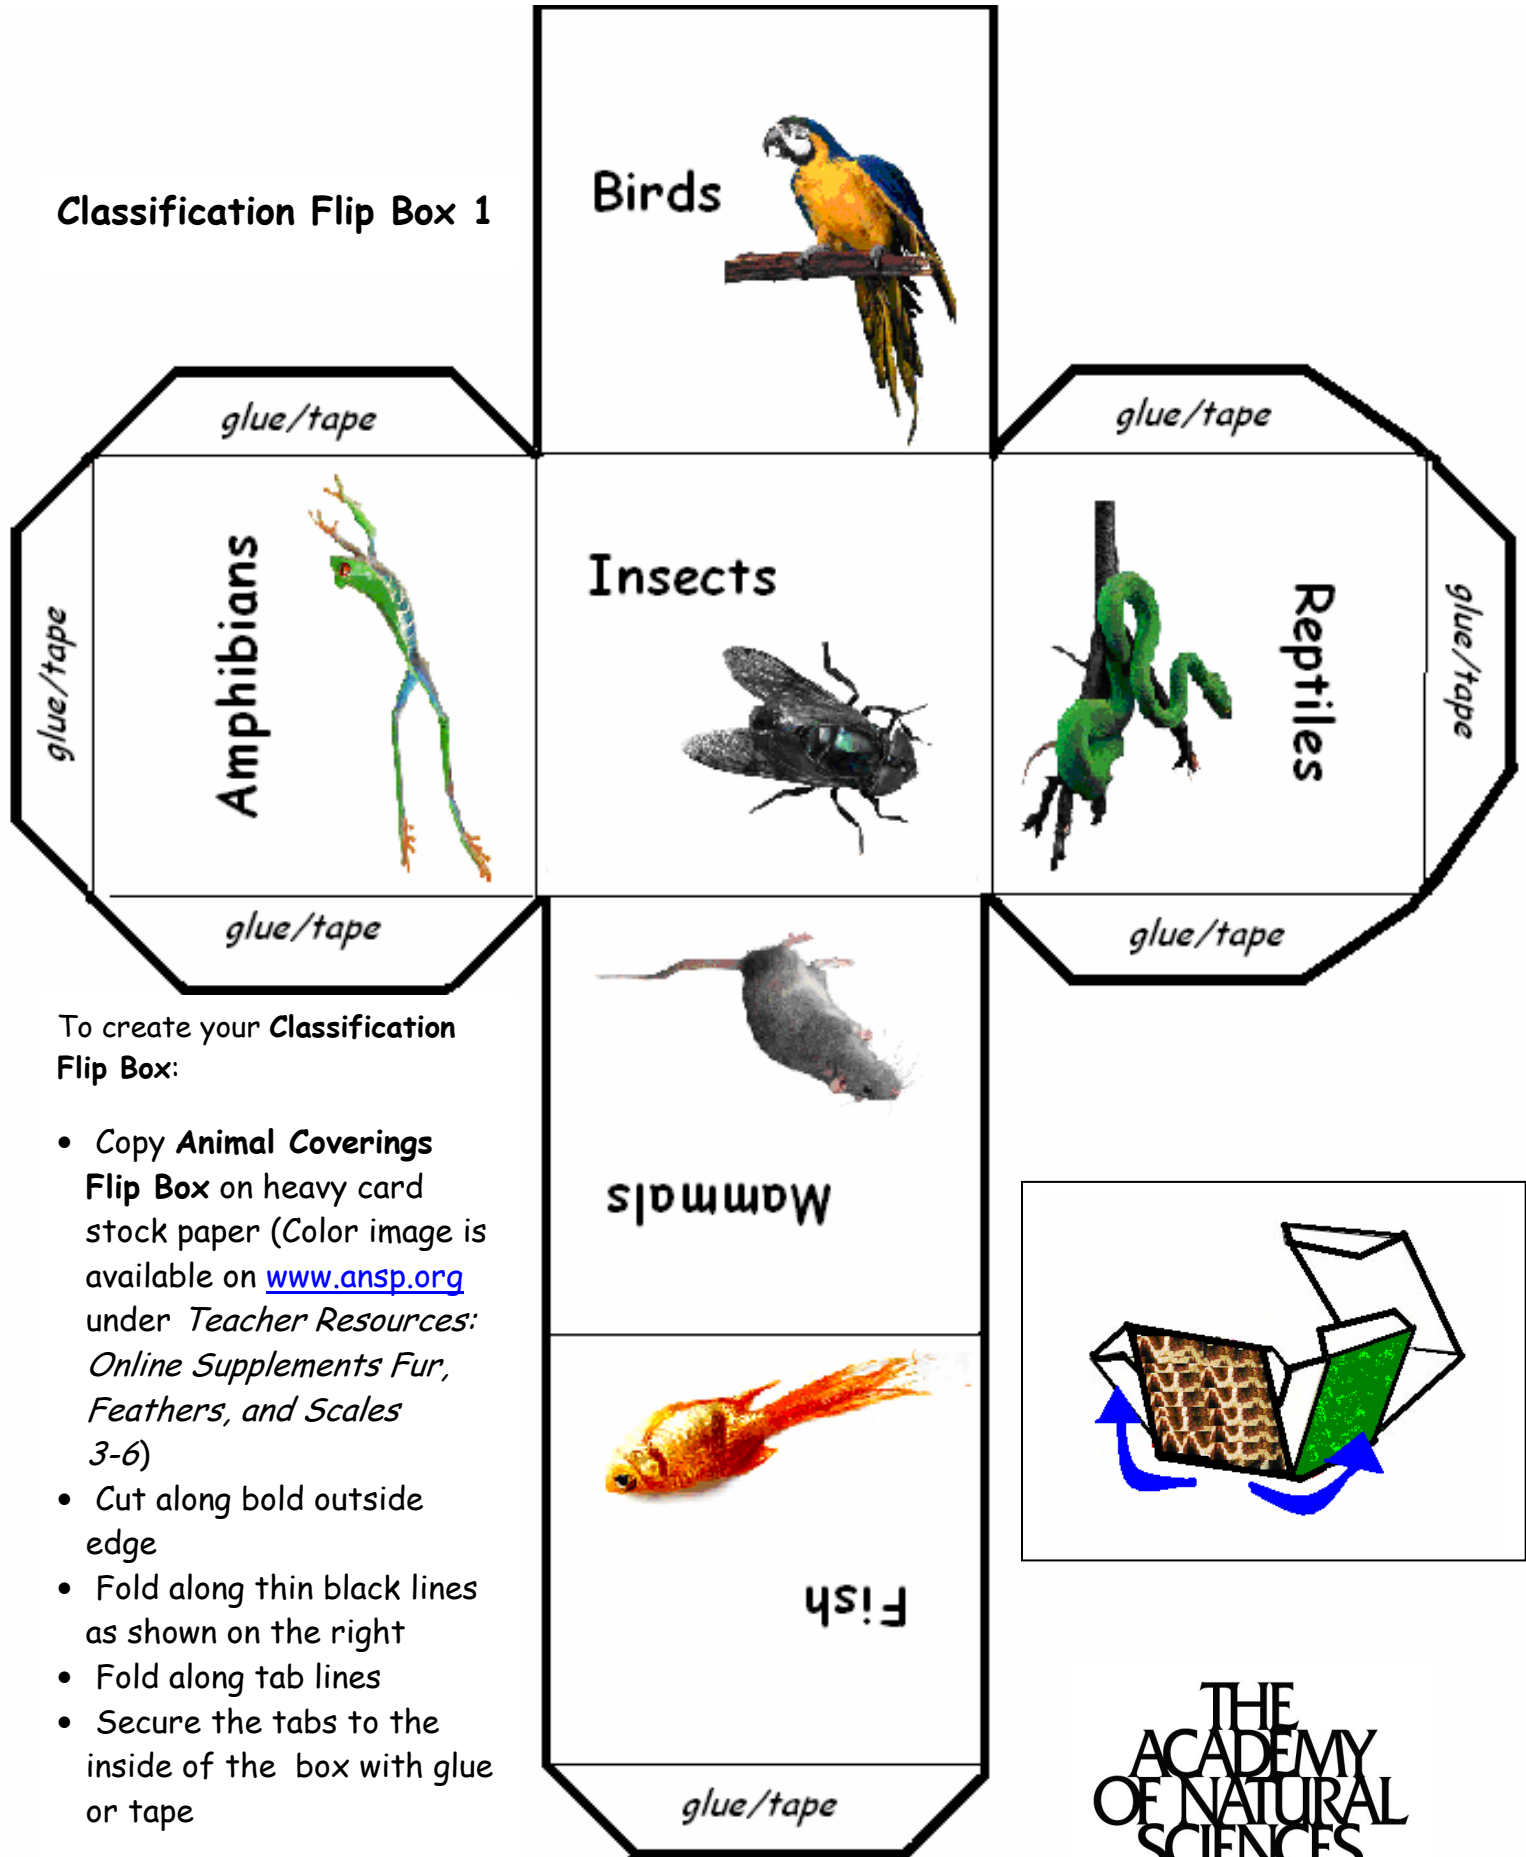 Classification Flip Box 1
Birds
glue/tape
glue/tape
glue/tape
Amphibians
Insects
Reptiles
glue/tape
glue/tape
glue/tape
Mammals
Fish
glue/tape
To create your Classification
Flip Box:
• Copy Animal Coverings
Flip Box on heavy card
stock paper (Color image is
available on www.ansp.org
under Teacher Resources:
Online Supplements Fur,
Feathers, and Scales
3-6)
• Cut along bold outside
edge
• Fold along thin black lines
as shown on the right
• Fold along tab lines
• Secure the tabs to the
inside of the box with glue
or tape
THE
ACADEMY
OF NATURAL
SCIENCES